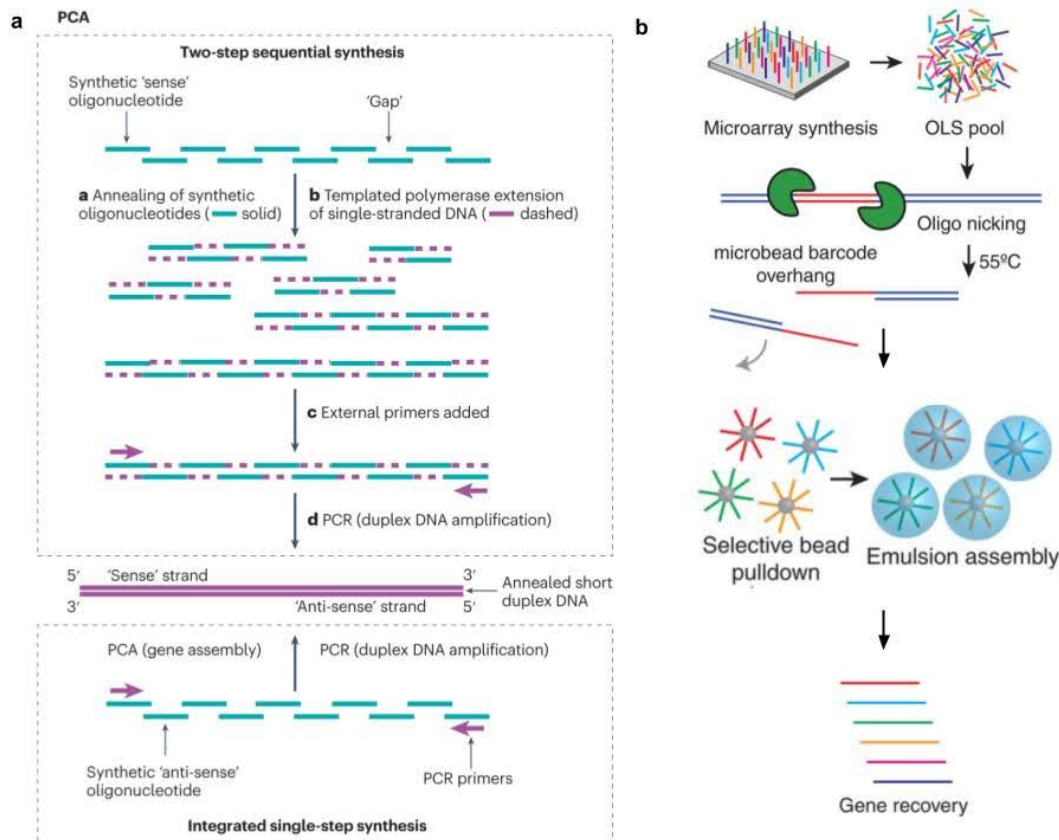 a
PCA
Two-step sequential synthesis
Synthetic ‘sense’
oligonucleotide
‘Gap’
a Annealing of synthetic
oligonucleotides ( solid)
b Templated polymerase extension
of single-stranded DNA ( dashed)
c External primers added
d PCR (duplex DNA amplification)
5′ ‘Sense’ strand 3′
3′ ‘Anti-sense’ strand 5′
Annealed short
duplex DNA
PCA (gene assembly)
PCR (duplex DNA amplification)
Synthetic ‘anti-sense’
oligonucleotide
PCR primers
Integrated single-step synthesis
b
Microarray synthesis
OLS pool
Oligo nicking
microbead barcode
overhang
55ºC
Selective bead
pulldown
Emulsion assembly
Gene recovery